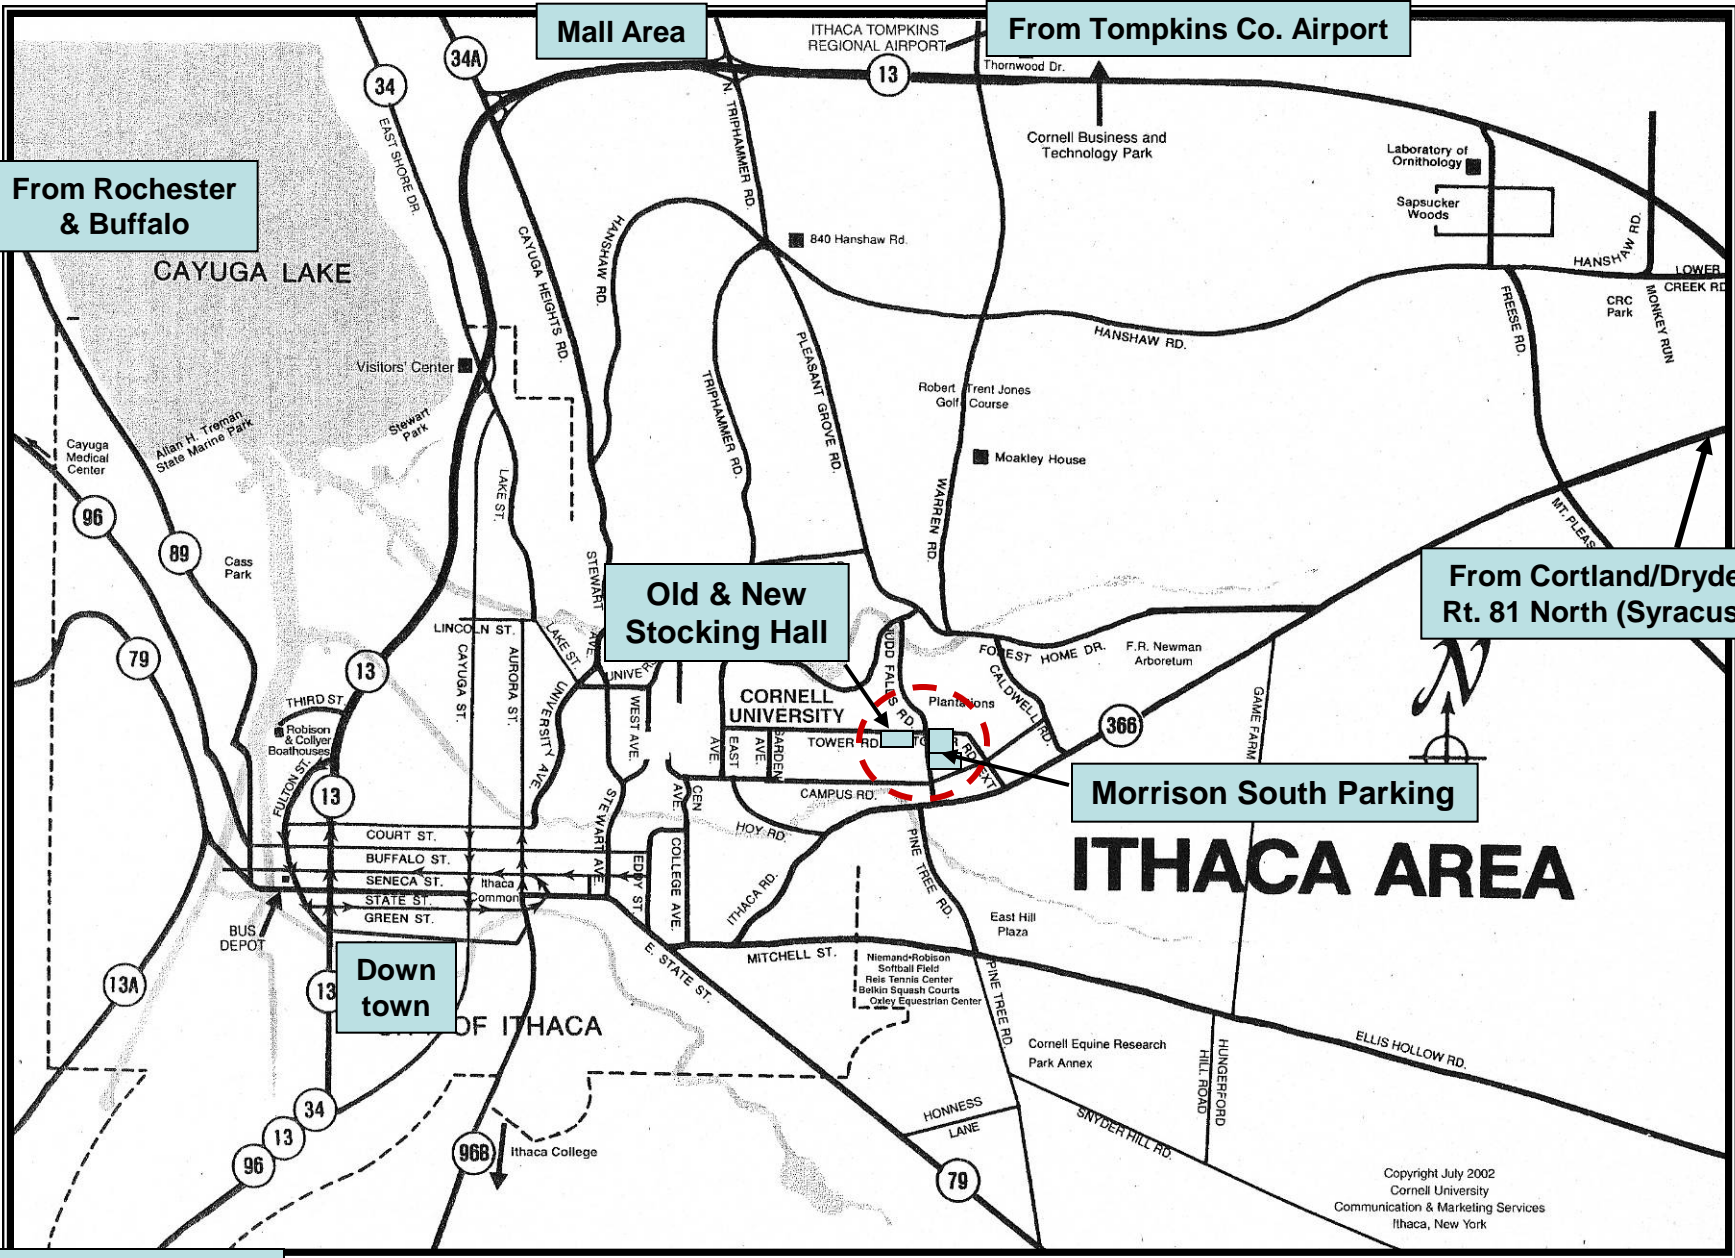 Mall Area
From Tompkins Co. Airport
ITHACA TOMPKINS
REGIONAL AIRPORT
34A
34
13
Thornwood Dr.
N. TRIPHAMMER RD.
EAST SHORE DR.
Cornell Business and
Technology Park
Laboratory of
Ornithology
Sapsucker
Woods
From Rochester
& Buffalo
CAYUGA LAKE
CAYUGA HEIGHTS RD.
HANSHAW RD.
840 Hanshaw Rd.
HANSHAW RD.
LOWER
CREEK RD
CRC
Park
MONKEY RUN
FREESE RD.
HANSHAW RD.
Visitors' Center
PLEASANT GROVE RD.
TRIPHAMMER RD.
Robert Trent Jones
Golf Course
Moakley House
Allan H. Treman
State Marine Park
Stewart
Park
Cayuga
Medical
Center
96
89
Cass
Park
LAKE ST.
WARREN RD.
MT. PLEAS
From Cortland/Dryde
Rt. 81 North (Syracus
STEWART
AVE.
Old & New
Stocking Hall
LINCOLN ST.
LAKE ST.
CAYUGA ST.
AURORA ST.
UNIVERSITY AVE.
UNIVER
WEST AVE.
79
13
THIRD ST.
Robison
& Collyer
Boathouses
FULTON ST.
13
JUDD FALLS RD.
FOREST HOME DR.
F.R. Newman
Arboretum
CALDWELL RD.
Plantations
CORNELL
UNIVERSITY
TOWER RD.
EAST
AVE.
GARDEN
AVE.
EXT
366
GAME FARM
N
Morrison South Parking
CAMPUS RD.
CEN
AVE.
HOY RD.
STEWART AVE.
COURT ST.
BUFFALO ST.
SENECA ST.
STATE ST.
GREEN ST.
Ithaca
Common
EDDY ST.
COLLEGE AVE.
ITHACA RD.
PINE TREE RD.
ITHACA AREA
BUS
DEPOT
East Hill
Plaza
E. STATE ST.
MITCHELL ST.
Niemand•Robison
Softball Field
Reis Tennis Center
Belkin Squash Courts
Oxley Equestrian Center
PINE TREE RD.
13A
13
Down
town
OF ITHACA
Cornell Equine Research
Park Annex
HUNGERFORD
HILL ROAD
ELLIS HOLLOW RD.
34
13
96
96B
Ithaca College
HONNESS
LANE
SNYDER HILL RD.
79
Copyright July 2002
Cornell University
Communication & Marketing Services
Ithaca, New York